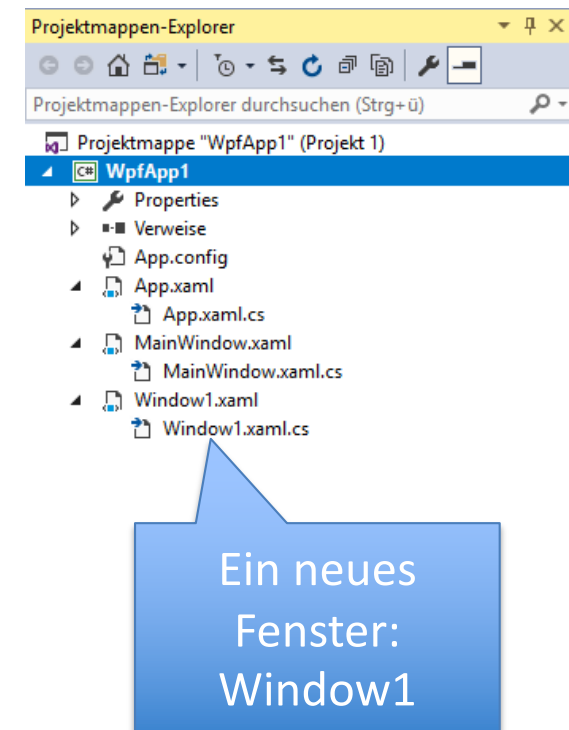 Projektmappen-Explorer
Projektmappen-Explorer durchsuchen (Strg+ü)
Projektmappe "WpfApp1" (Projekt 1)
C# WpfApp1
Properties
Verweise
App.config
App.xaml
App.xaml.cs
MainWindow.xaml
MainWindow.xaml.cs
Window1.xaml
Window1.xaml.cs
Ein neues
Fenster:
Window1